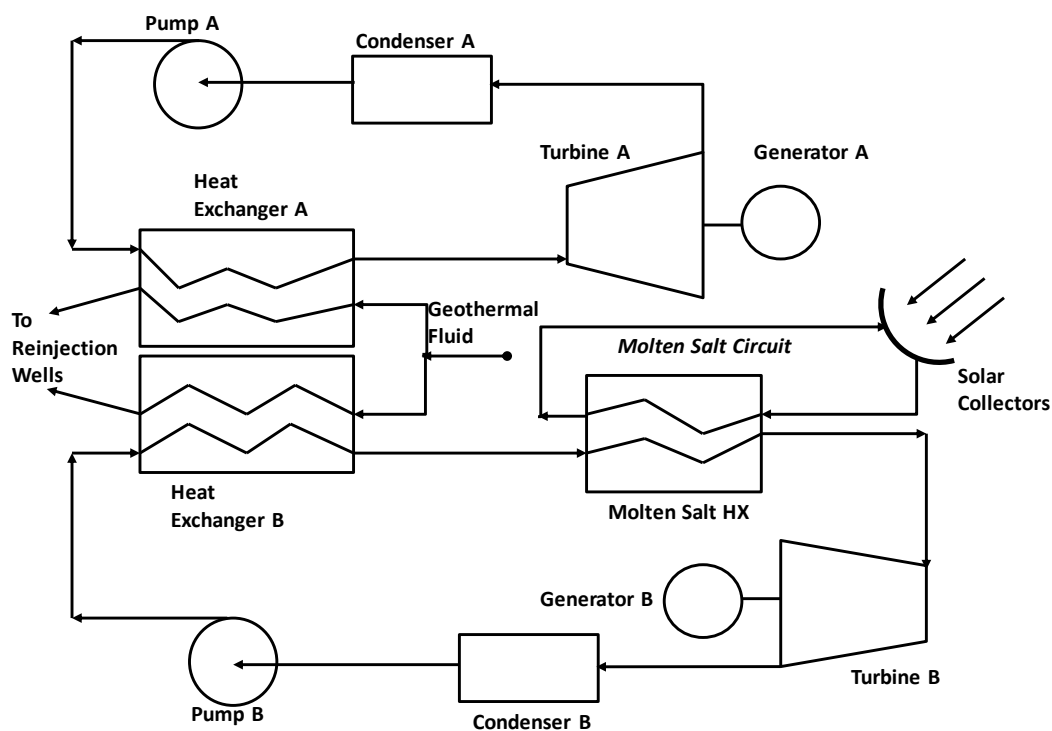 Pump A
Condenser A
Turbine A
Generator A
Heat
Exchanger A
Geothermal
Fluid
To
Reinjection
Wells
Molten Salt Circuit
Solar
Collectors
Heat
Exchanger B
Molten Salt HX
Generator B
Turbine B
Pump B
Condenser B